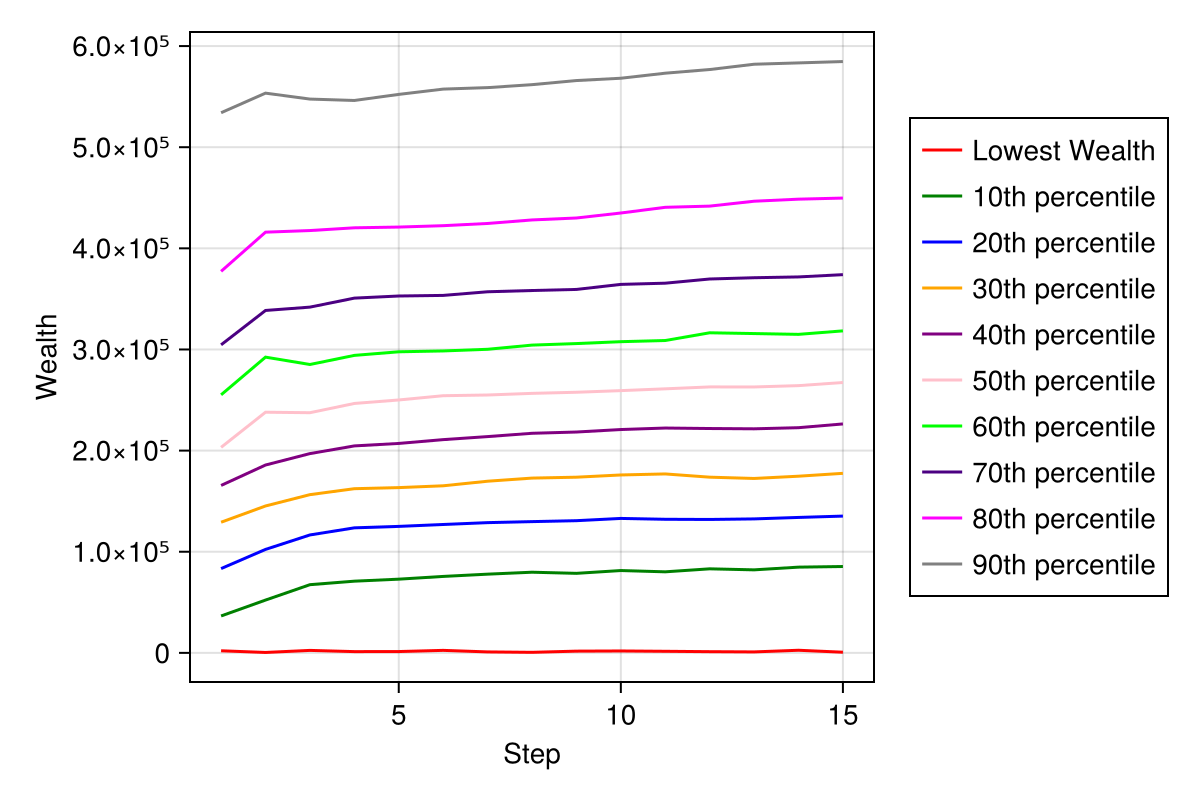 6.0×10⁵
5.0×10⁵
4.0×10⁵
3.0×10⁵
2.0×10⁵
1.0×10⁵
0
Wealth
5 10 15
Step
Lowest Wealth
10th percentile
20th percentile
30th percentile
40th percentile
50th percentile
60th percentile
70th percentile
80th percentile
90th percentile